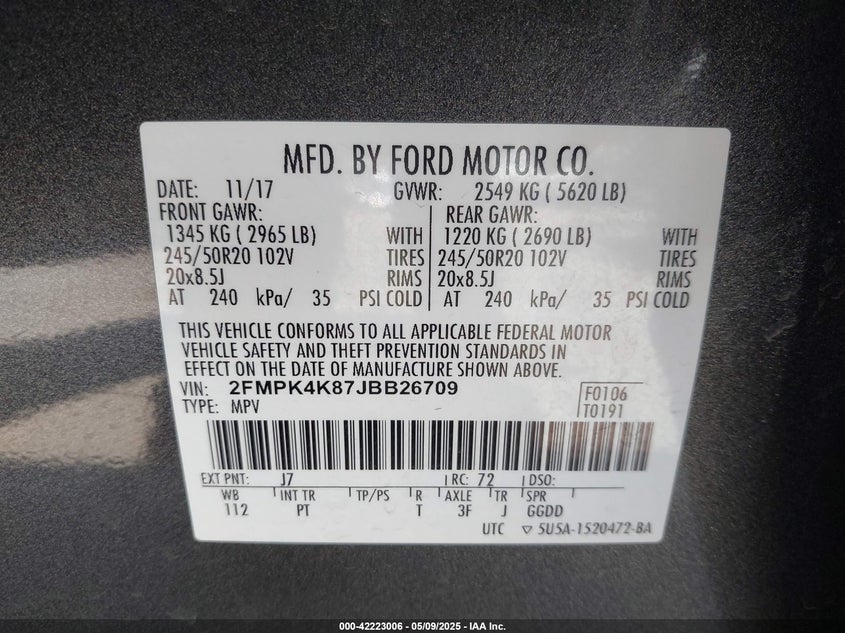 MFD. BY FORD MOTOR CO.
DATE: 11/17 GVWR: 2549 KG ( 5620 LB)
FRONT GAWR: REAR GAWR:
1345 KG ( 2965 LB) WITH 1220 KG ( 2690 LB) WITH
245/50R20 102V TIRES 245/50R20 102V TIRES
20x8.5J RIMS 20x8.5J RIMS
AT 240 kPa/ 35 PSI COLD AT 240 kPa/ 35 PSI COLD
THIS VEHICLE CONFORMS TO ALL APPLICABLE FEDERAL MOTOR
VEHICLE SAFETY AND THEFT PREVENTION STANDARDS IN
EFFECT ON THE DATE OF MANUFACTURE SHOWN ABOVE.
VIN: 2FMPK4K87JBB26709 F0106
TYPE: MPV T0191
EXT PNT: J7 RC: 72 DSO:
WB INT TR TP/PS R AXLE TR SPR
112 PT T 3F J GGDD
UTC ▽ 5U5A-1520472-BA
000-42223006 - 05/09/2025 - IAA Inc.